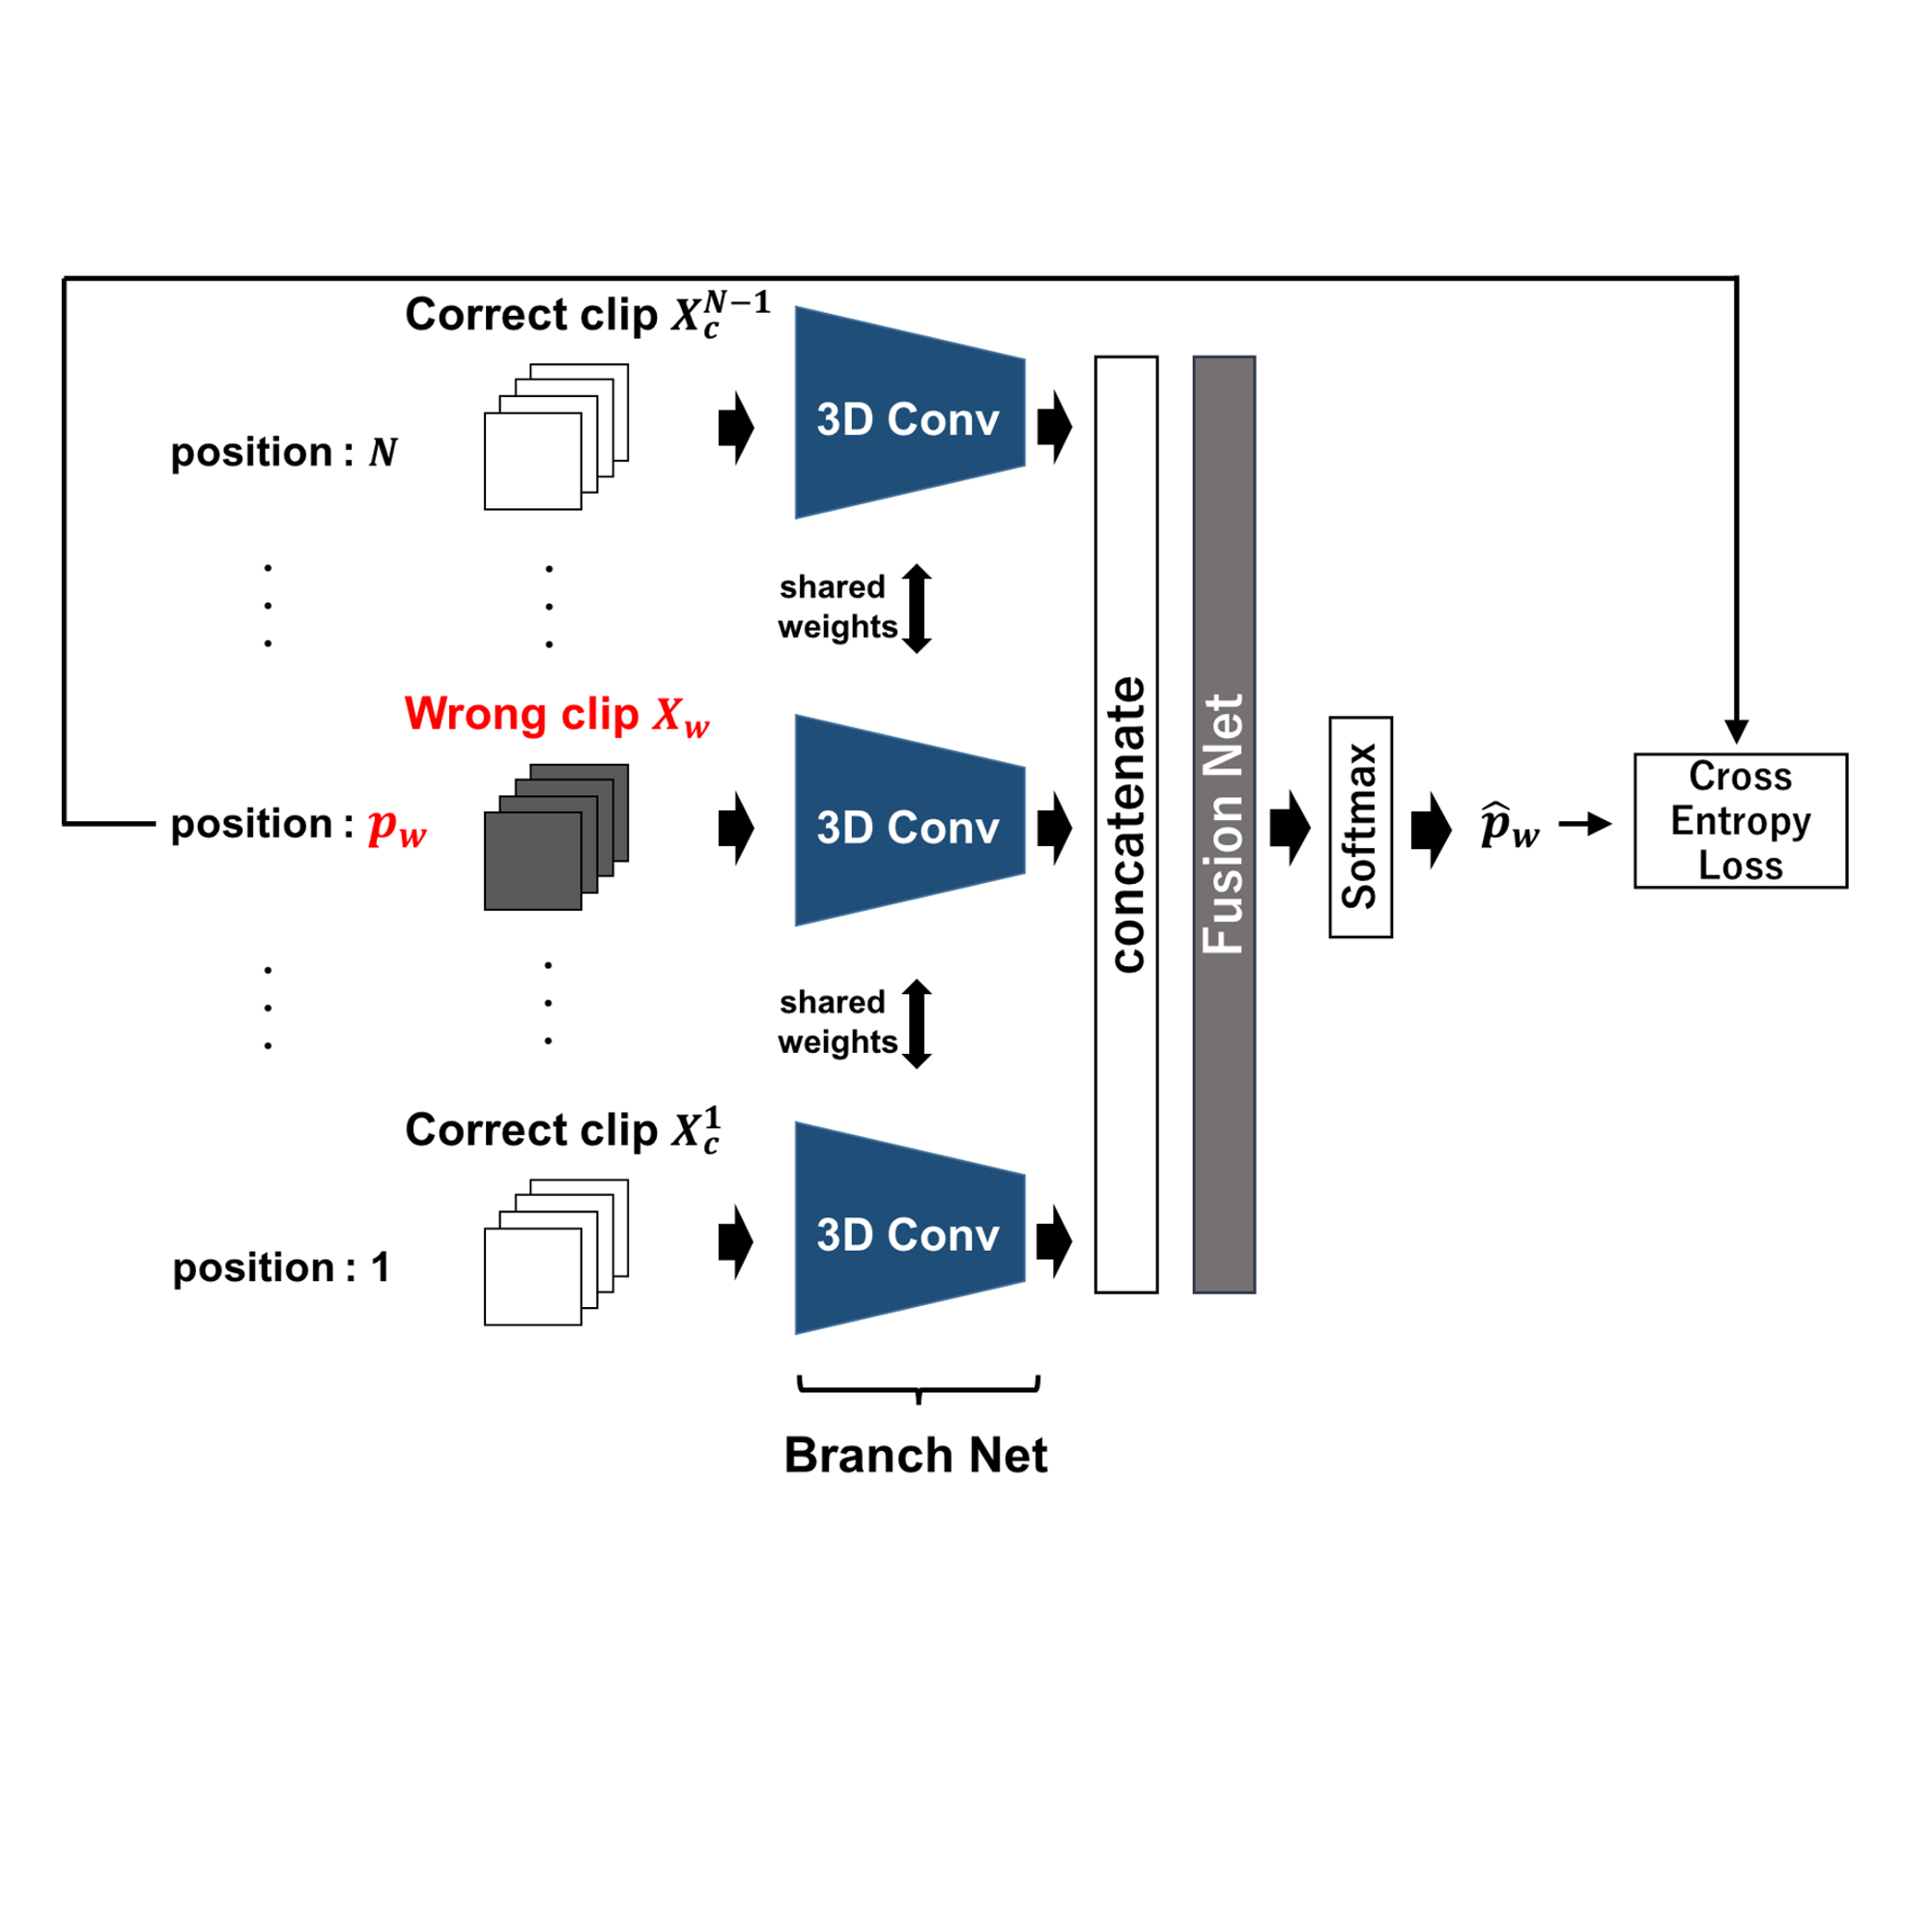 Correct clip X_c^{N-1}
position : N
3D Conv
shared
weights
Wrong clip X_w
position : p_w
3D Conv
shared
weights
Correct clip X_c^1
position : 1
3D Conv
Branch Net
concatenate
Fusion Net
Softmax
p̂_w
Cross
Entropy
Loss